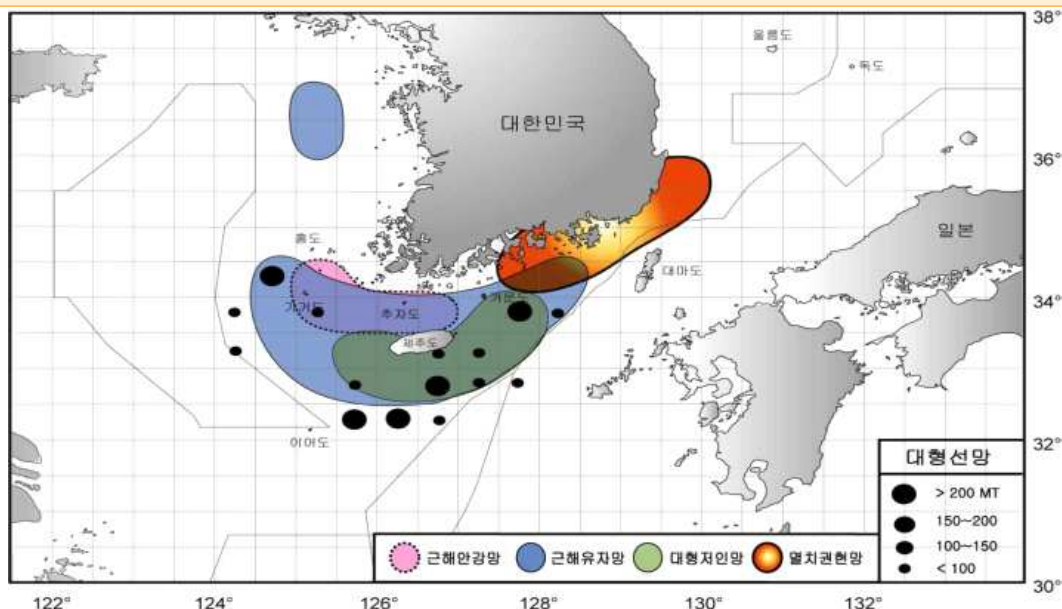 38°
울릉도
독도
대한민국
36°
홍도
일본
대마도
가거도
추자도
거문도
34°
제주도
이어도
32°
대형선망
> 200 MT
150~200
100~150
< 100
근해안강망 근해유자망 대형저인망 멸치권현망
30°
122° 124° 126° 128° 130° 132°